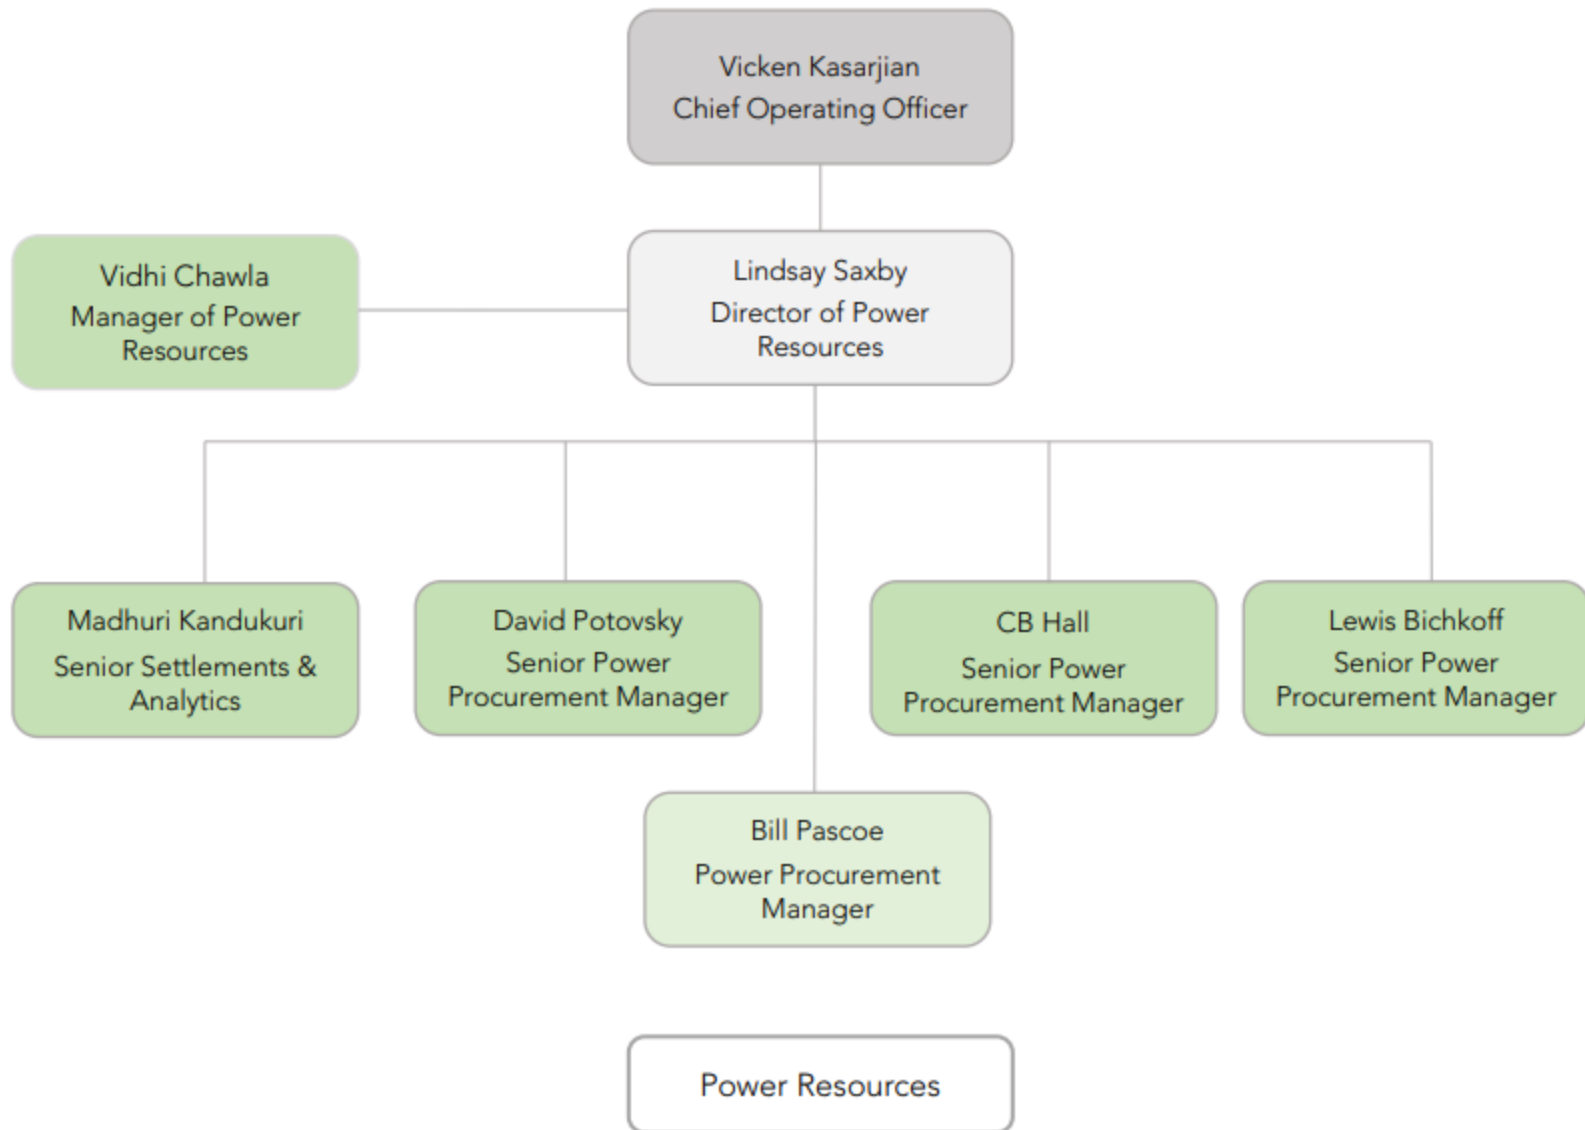 Vicken Kasarjian
Chief Operating Officer
Vidhi Chawla
Manager of Power
Resources
Lindsay Saxby
Director of Power
Resources
Madhuri Kandukuri
Senior Settlements &
Analytics
David Potovsky
Senior Power
Procurement Manager
CB Hall
Senior Power
Procurement Manager
Lewis Bichkoff
Senior Power
Procurement Manager
Bill Pascoe
Power Procurement
Manager
Power Resources